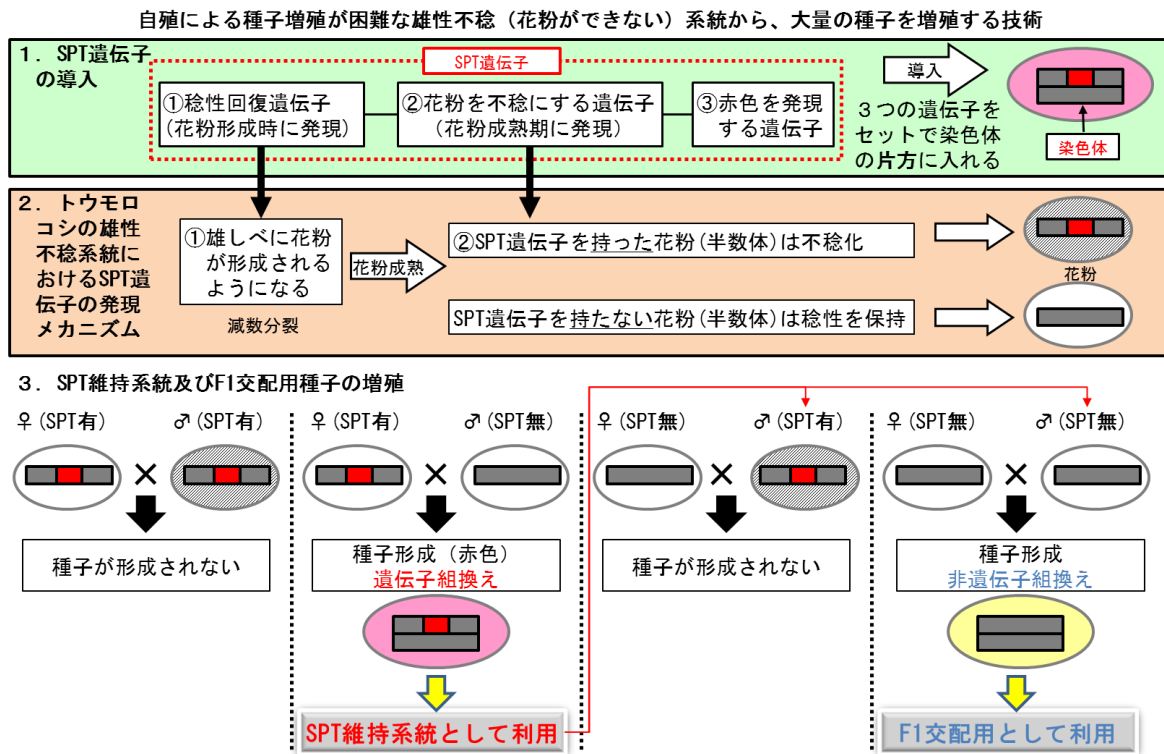 自殖による種子増殖が困難な雄性不稔（花粉ができない）系統から、大量の種子を増殖する技術
１．SPT遺伝子
の導入
SPT遺伝子
①稔性回復遺伝子
(花粉形成時に発現)
②花粉を不稔にする遺伝子
(花粉成熟期に発現)
③赤色を発現
する遺伝子
導入
３つの遺伝子を
セットで染色体
の片方に入れる
染色体
２．トウモロ
コシの雄性
不稔系統に
おけるSPT遺
伝子の発現
メカニズム
①雄しべに花粉
が形成される
ようになる
減数分裂
花粉成熟
②SPT遺伝子を持った花粉(半数体)は不稔化
花粉
SPT遺伝子を持たない花粉(半数体)は稔性を保持
３．SPT維持系統及びF1交配用種子の増殖
♀(SPT有)
♂(SPT有)
×
種子が形成されない
♀(SPT有)
♂(SPT無)
×
種子形成（赤色）
遺伝子組換え
SPT維持系統として利用
♀(SPT無)
♂(SPT有)
×
種子が形成されない
♀(SPT無)
♂(SPT無)
×
種子形成
非遺伝子組換え
F1交配用として利用